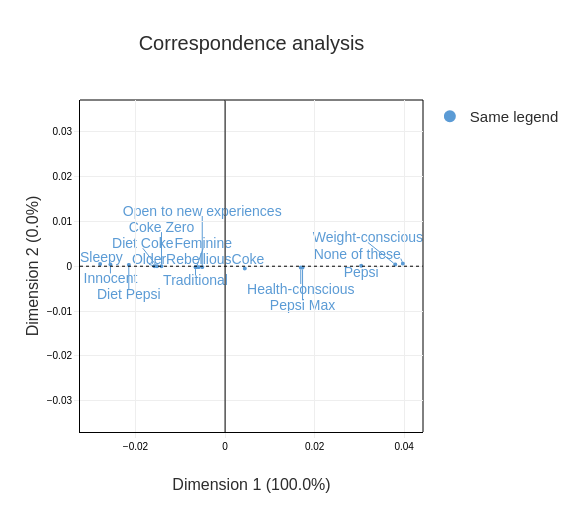 Correspondence analysis
Same legend
Dimension 2 (0.0%)
0.03
0.02
0.01
0
−0.01
−0.02
−0.03
Open to new experiences
Coke Zero
Diet Coke
Feminine
Weight-conscious
None of these
Sleepy
Older
Rebellious
Coke
Pepsi
Innocent
Traditional
Diet Pepsi
Health-conscious
Pepsi Max
−0.02
0
0.02
0.04
Dimension 1 (100.0%)